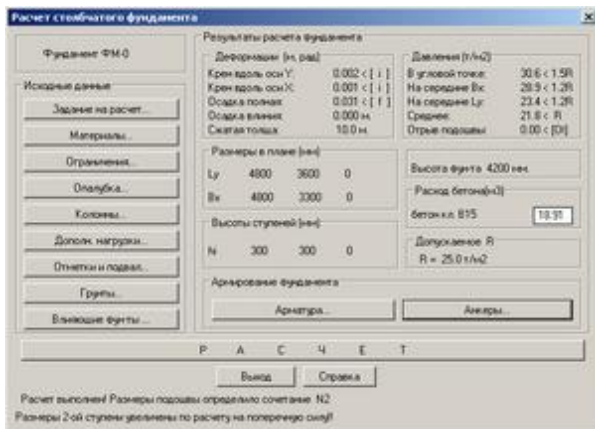 Расчет столбчатого фундамента
Фундамент ФМ-0
Исходные данные
Задание на расчет...
Материалы...
Ограничения...
Опалубка...
Колонны...
Дополн. нагрузки...
Отметки и подвал...
Грунты...
Влияющие фунты...
Результаты расчета фундамента
Деформации (м, рад)
Крен вдоль оси Y: 0.002 < [ i ]
Крен вдоль оси X: 0.001 < [ i ]
Осадка полная: 0.031 < [ f ]
Осадка влияния: 0.000 м.
Сжатая толща: 10.0 м.
Давления (т/м2)
В угловой точке: 30.6 < 1.5R
На середине Bx: 28.9 < 1.2R
На середине Ly: 23.4 < 1.2R
Среднее: 21.8 < R
Отрыв подошвы: 0.00 < [Ot]
Размеры в плане (мм)
Ly 4800 3600 0
Bx 4000 3300 0
Высоты ступеней (мм)
N 300 300 0
Высота фунта 4200 мм.
Расход бетона(м3)
бетон кл. B15 18.91
Допускаемое R
R = 25.0 т/м2
Армирование фундамента
Арматура...
Анкеры...
Р А С Ч Е Т
Выход
Справка
Расчет выполнен! Размеры подошвы определило сочетание N2
Размеры 2-ой ступени увеличены по расчету на поперечную силу!!